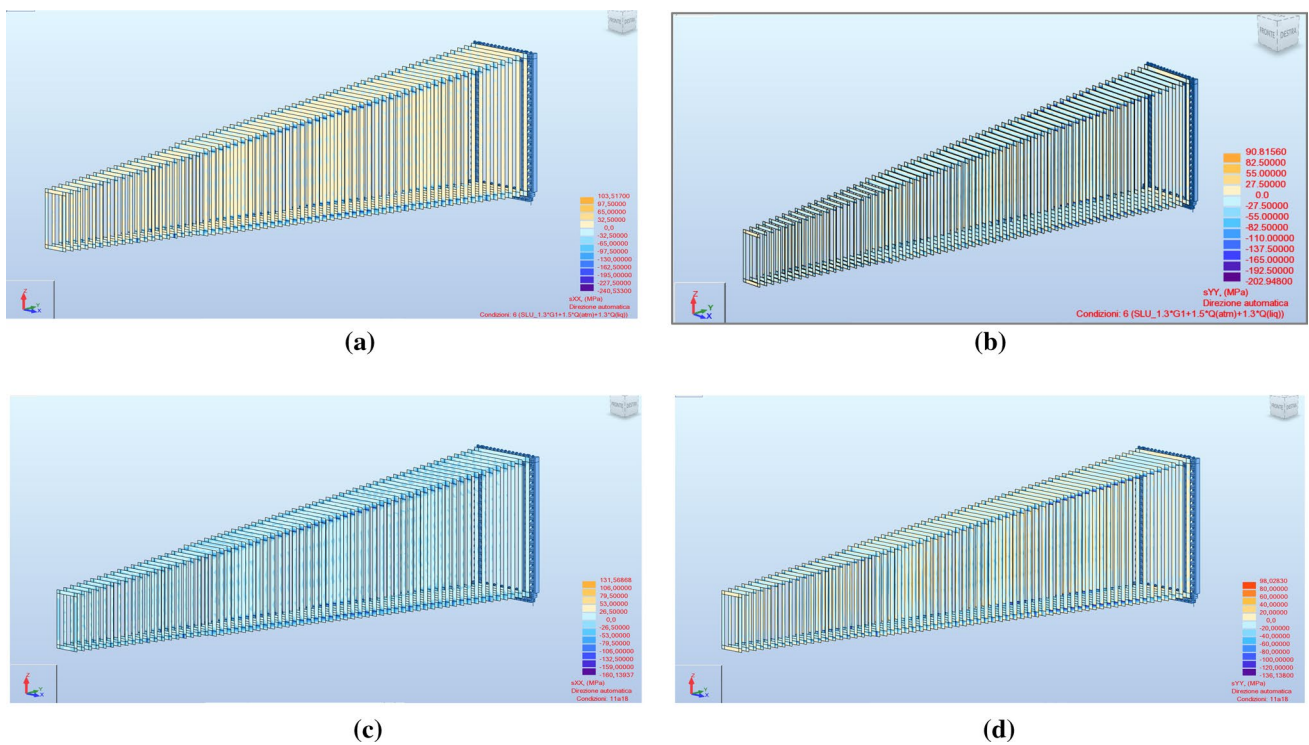 FRONTE DESTRA
103,51700
97,50000
65,00000
32,50000
0,0
-32,50000
-65,00000
-97,50000
-130,00000
-162,50000
-195,00000
-227,50000
-240,53300
sXX, (MPa)
Direzione automatica
Condizioni: 6 (SLU_1.3*G1+1.5*Q(atm)+1.3*Q(liq))
Z
Y
X
(a)
FRONTE DESTRA
90.81560
82.50000
55.00000
27.50000
0.0
-27.50000
-55.00000
-82.50000
-110.00000
-137.50000
-165.00000
-192.50000
-202.94800
sYY, (MPa)
Direzione automatica
Condizioni: 6 (SLU_1.3*G1+1.5*Q(atm)+1.3*Q(liq))
Z
Y
X
(b)
106,00000
79,50000
53,00000
26,50000
0,0
-26,50000
-53,00000
-79,50000
-106,00000
-132,50000
-159,00000
sXX, (MPa)
Direzione automatica
Condizioni: 11a18
Z
Y
X
(c)
98,02830
80,00000
60,00000
40,00000
20,00000
0,0
-20,00000
-40,00000
-60,00000
-80,00000
-100,00000
-120,00000
-136,13800
sYY, (MPa)
Direzione automatica
Condizioni: 11a18
Z
Y
X
(d)